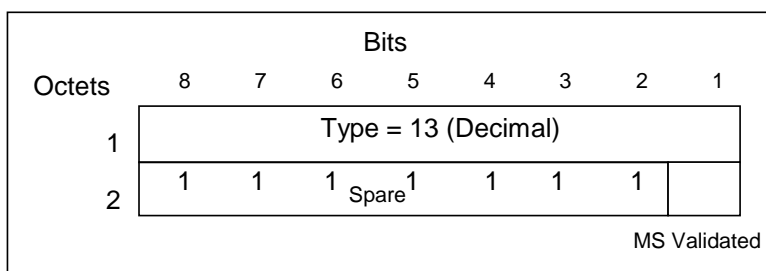 Bits
Octets 8 7 6 5 4 3 2 1
1 Type = 13 (Decimal)
2 1 1 1 Spare 1 1 1 1
MS Validated